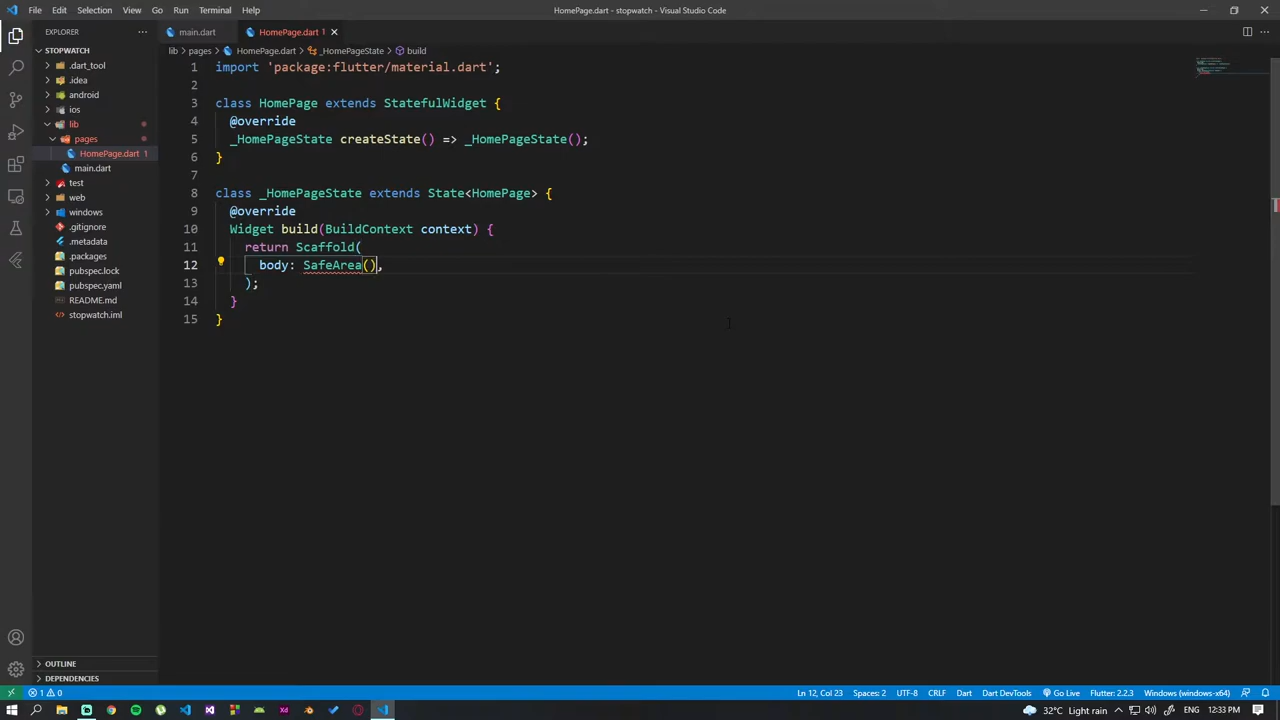 File Edit Selection View Go Run Terminal Help
HomePage.dart - stopwatch - Visual Studio Code
EXPLORER
STOPWATCH
.dart_tool
.idea
android
ios
lib
pages
HomePage.dart 1
main.dart
test
web
windows
.gitignore
.metadata
.packages
pubspec.lock
pubspec.yaml
README.md
stopwatch.iml
OUTLINE
DEPENDENCIES
main.dart HomePage.dart 1
lib > pages > HomePage.dart > _HomePageState > build
1 import 'package:flutter/material.dart';
2
3 class HomePage extends StatefulWidget {
4 @override
5 _HomePageState createState() => _HomePageState();
6 }
7
8 class _HomePageState extends State<HomePage> {
9 @override
10 Widget build(BuildContext context) {
11 return Scaffold(
12 body: SafeArea(),
13 );
14 }
15 }
1 0 Ln 12, Col 23 Spaces: 2 UTF-8 CRLF Dart Dart DevTools Go Live Flutter: 2.2.3 Windows (windows-x64)
32°C Light rain ENG 12:33 PM